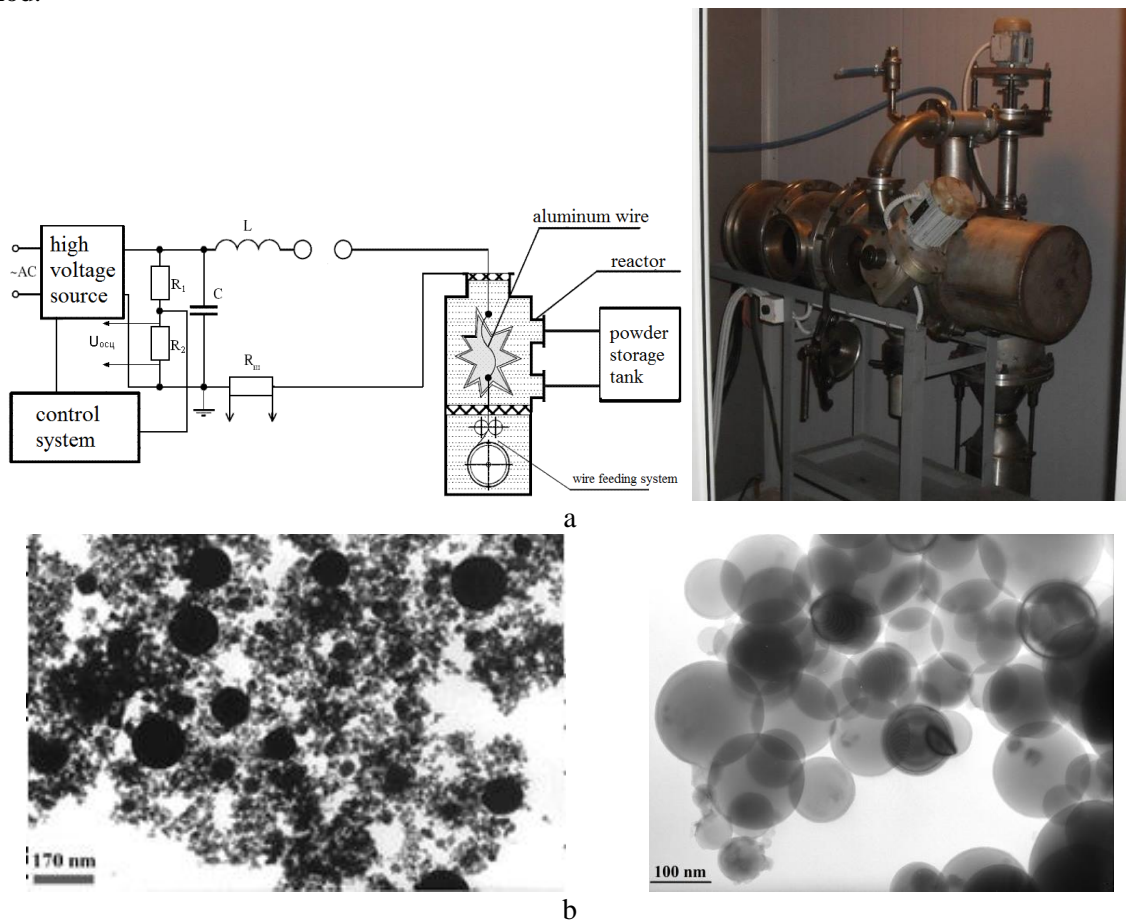 high
voltage
source
~AC
R1
R2
Uосц
C
L
Rш
control
system
aluminum wire
reactor
powder
storage
tank
wire feeding system
a
170 nm
100 nm
b